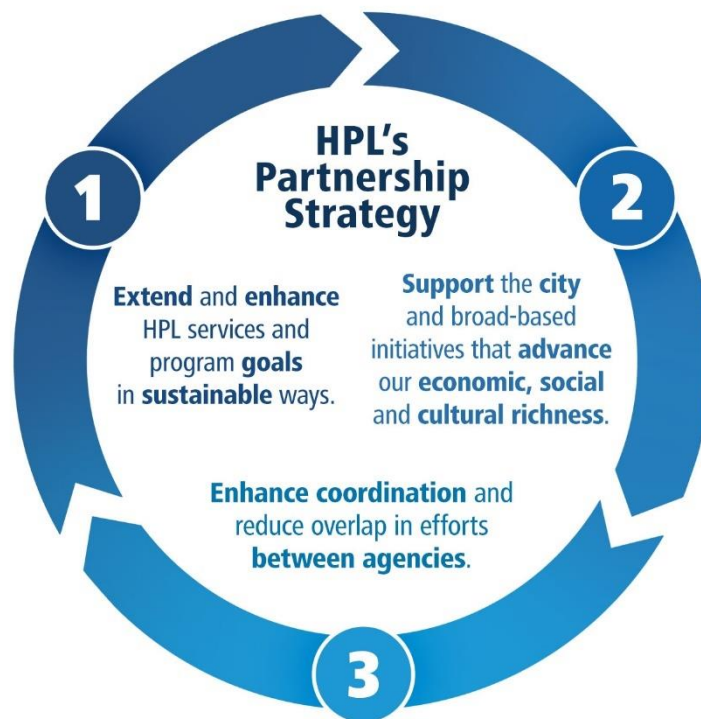 HPL's
Partnership
Strategy
1
Extend and enhance
HPL services and
program goals
in sustainable ways.
2
Support the city
and broad-based
initiatives that advance
our economic, social
and cultural richness.
Enhance coordination and
reduce overlap in efforts
between agencies.
3